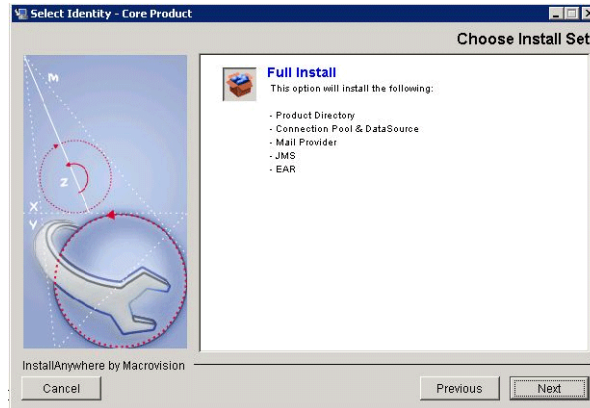 Select Identity - Core Product
Choose Install Set
M
Z
X
Y
Full Install
This option will install the following:
- Product Directory
- Connection Pool & DataSource
- Mail Provider
- JMS
- EAR
InstallAnywhere by Macrovision
Cancel
Previous
Next